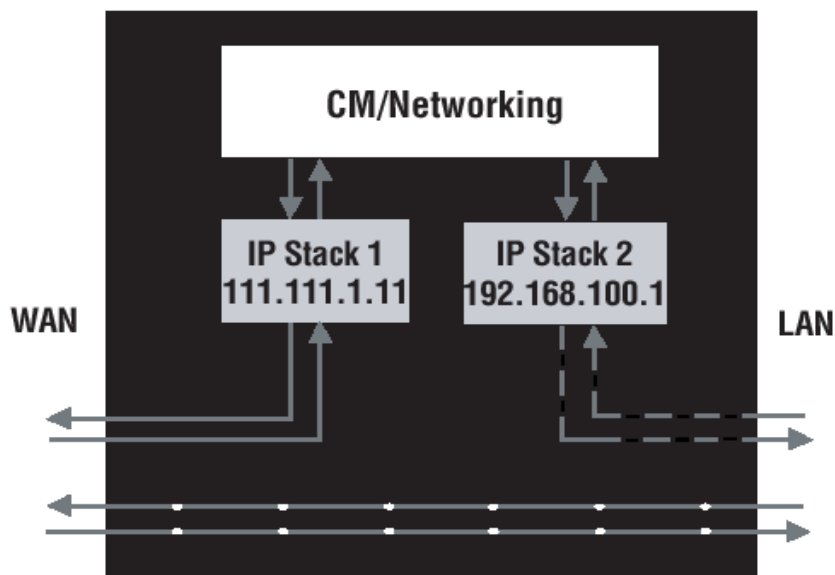 CM/Networking
IP Stack 1
111.111.1.11
IP Stack 2
192.168.100.1
WAN
LAN